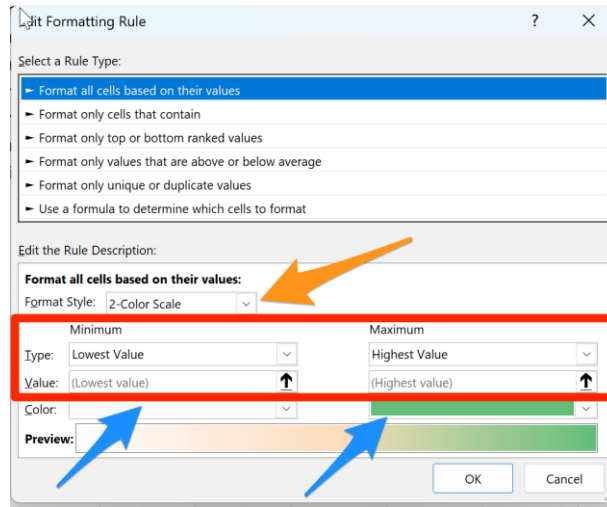 Edit Formatting Rule ? ×
Select a Rule Type:
► Format all cells based on their values
► Format only cells that contain
► Format only top or bottom ranked values
► Format only values that are above or below average
► Format only unique or duplicate values
► Use a formula to determine which cells to format
Edit the Rule Description:
Format all cells based on their values:
Format Style: 2-Color Scale
Minimum Maximum
Type: Lowest Value Highest Value
Value: (Lowest value) (Highest value)
Color:
Preview:
OK Cancel